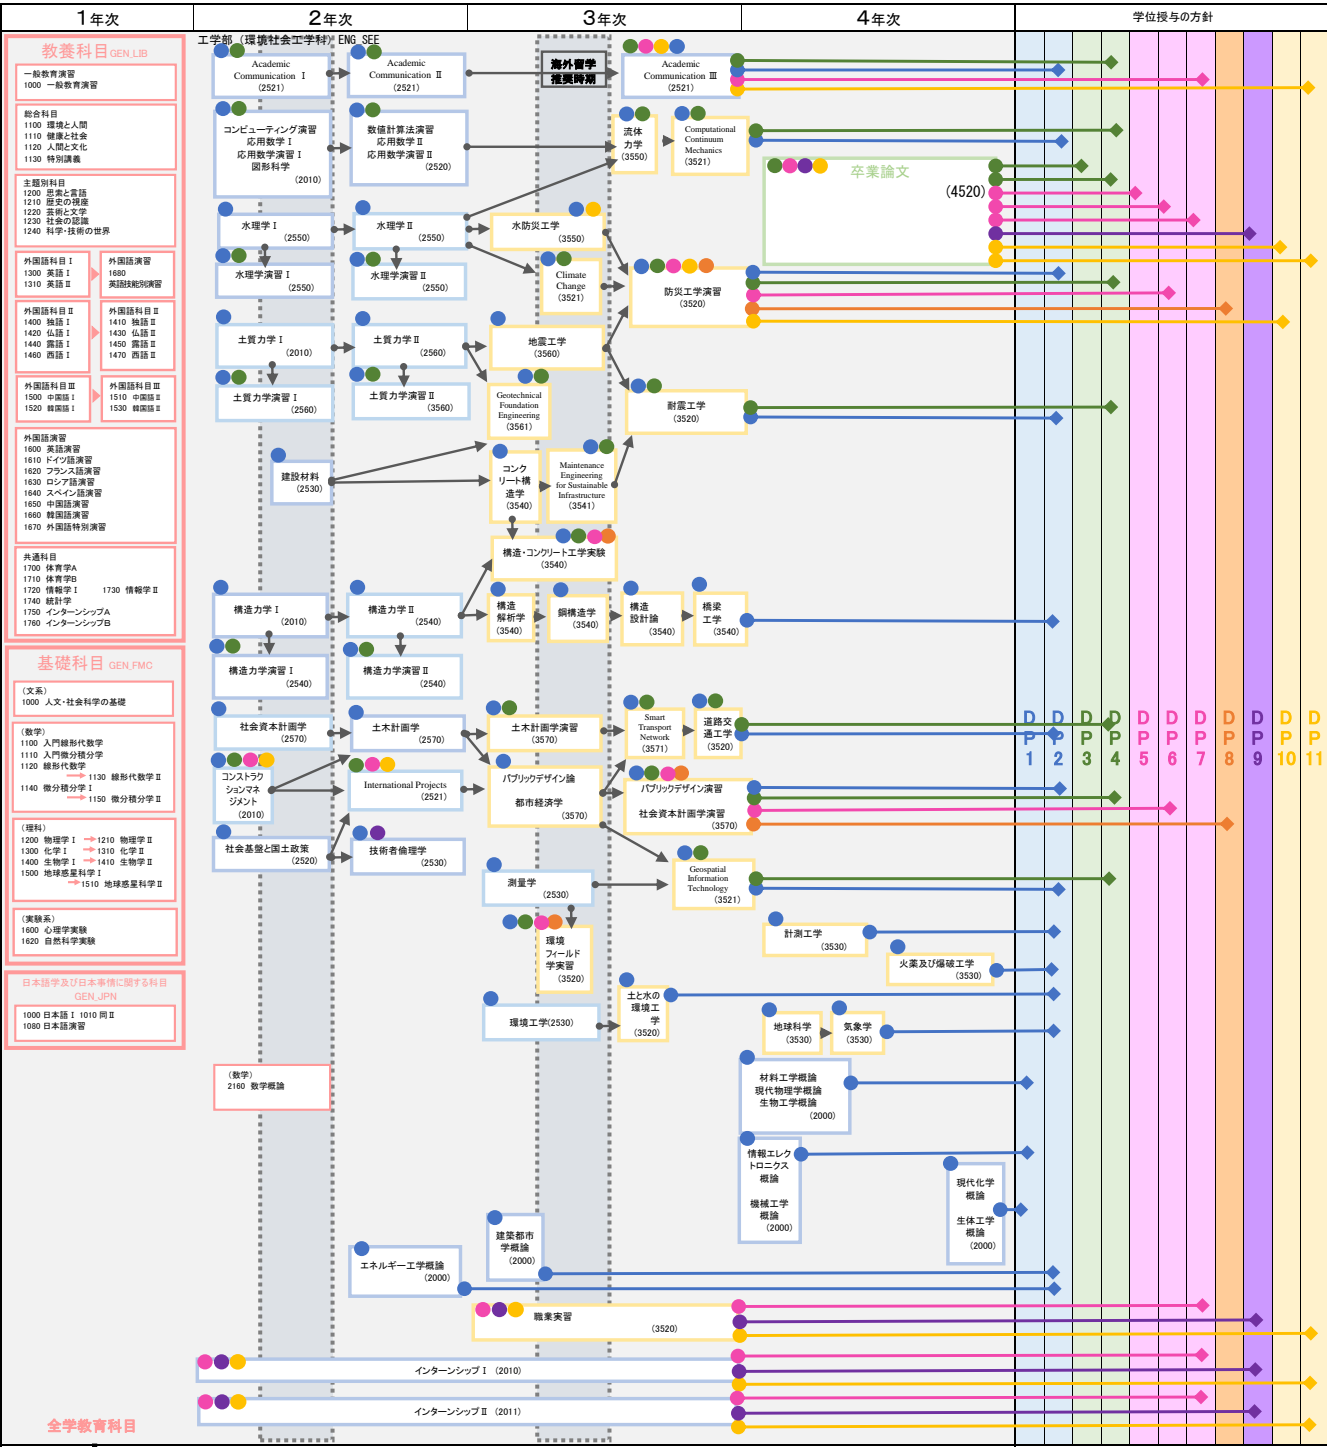 1年次
2年次
3年次
4年次
学位授与の方針
工学部（環境社会工学科）ENG_SEE
教養科目 GEN_LIB
一般教育演習
1000 一般教育演習
総合科目
1100 環境と人間
1110 健康と社会
1120 人間と文化
1130 特別講義
主題別科目
1200 思索と言語
1210 歴史の視座
1220 芸術と文学
1230 社会の認識
1240 科学・技術の世界
外国語科目Ⅰ
1300 英語Ⅰ
1310 英語Ⅱ
外国語演習
1680
英語技能別演習
外国語科目Ⅱ
1400 独語Ⅰ
1420 仏語Ⅰ
1440 露語Ⅰ
1460 西語Ⅰ
外国語科目Ⅱ
1410 独語Ⅱ
1430 仏語Ⅱ
1450 露語Ⅱ
1470 西語Ⅱ
外国語科目Ⅲ
1500 中国語Ⅰ
1520 韓国語Ⅰ
外国語科目Ⅲ
1510 中国語Ⅱ
1530 韓国語Ⅱ
外国語演習
1600 英語演習
1610 ドイツ語演習
1620 フランス語演習
1630 ロシア語演習
1640 スペイン語演習
1650 中国語演習
1660 韓国語演習
1670 外国語特別演習
共通科目
1700 体育学A
1710 体育学B
1720 情報学Ⅰ 1730 情報学Ⅱ
1740 統計学
1750 インターンシップA
1760 インターンシップB
基礎科目 GEN_FMC
（文系）
1000 人文・社会科学の基礎
（数学）
1100 入門線形代数学
1110 入門微分積分学
1120 線形代数学
1130 線形代数学Ⅱ
1140 微分積分学Ⅰ
1150 微分積分学Ⅱ
（理科）
1200 物理学Ⅰ 1210 物理学Ⅱ
1300 化学Ⅰ 1310 化学Ⅱ
1400 生物学Ⅰ 1410 生物学Ⅱ
1500 地球惑星科学Ⅰ
1510 地球惑星科学Ⅱ
（実験系）
1600 心理学実験
1620 自然科学実験
日本語学及び日本事情に関する科目
GEN_JPN
1000 日本語Ⅰ 1010 同Ⅱ
1080 日本語演習
全学教育科目
Academic
Communication Ⅰ
(2521)
Academic
Communication Ⅱ
(2521)
海外留学
推奨時期
Academic
Communication Ⅲ
(2521)
コンピューティング演習
応用数学Ⅰ
応用数学演習Ⅰ
図形科学
(2010)
数値計算法演習
応用数学Ⅱ
応用数学演習Ⅱ
(2520)
流体
力学
(3550)
Computational
Continuum
Mechanics
(3521)
卒業論文
(4520)
水理学Ⅰ
(2550)
水理学Ⅱ
(2550)
水防災工学
(3550)
水理学演習Ⅰ
(2550)
水理学演習Ⅱ
(2550)
Climate
Change
(3521)
防災工学演習
(3520)
土質力学Ⅰ
(2010)
土質力学Ⅱ
(2560)
地震工学
(3560)
土質力学演習Ⅰ
(2560)
土質力学演習Ⅱ
(3560)
Geotechnical
Foundation
Engineering
(3561)
耐震工学
(3520)
建設材料
(2530)
コンク
リート構
造学
(3540)
Maintenance
Engineering
for Sustainable
Infrastructure
(3541)
構造・コンクリート工学実験
(3540)
構造力学Ⅰ
(2010)
構造力学Ⅱ
(2540)
構造
解析学
(3540)
鋼構造学
(3540)
構造
設計論
(3540)
橋梁
工学
(3540)
構造力学演習Ⅰ
(2540)
構造力学演習Ⅱ
(2540)
社会資本計画学
(2570)
土木計画学
(2570)
土木計画学演習
(3570)
Smart
Transport
Network
(3571)
道路交
通工学
(3520)
コンストラク
ションマネ
ジメント
(2010)
International Projects
(2521)
パブリックデザイン論
都市経済学
(3570)
パブリックデザイン演習
社会資本計画学演習
(3570)
社会基盤と国土政策
(2520)
技術者倫理学
(2530)
測量学
(2530)
Geospatial
Information
Technology
(3521)
環境
フィールド
学実習
(3520)
計測工学
(3530)
火薬及び爆破工学
(3530)
環境工学(2530)
土と水の
環境工
学
(3520)
地球科学
(3530)
気象学
(3530)
（数学）
2160 数学概論
材料工学概論
現代物理学概論
生物工学概論
(2000)
情報エレク
トロニクス
概論
機械工学
概論
(2000)
現代化学
概論
生体工学
概論
(2000)
建築都市
学概論
(2000)
エネルギー工学概論
(2000)
職業実習
(3520)
インターンシップⅠ (2010)
インターンシップⅡ (2011)
DP1
DP2
DP3
DP4
DP5
DP6
DP7
DP8
DP9
DP10
DP11